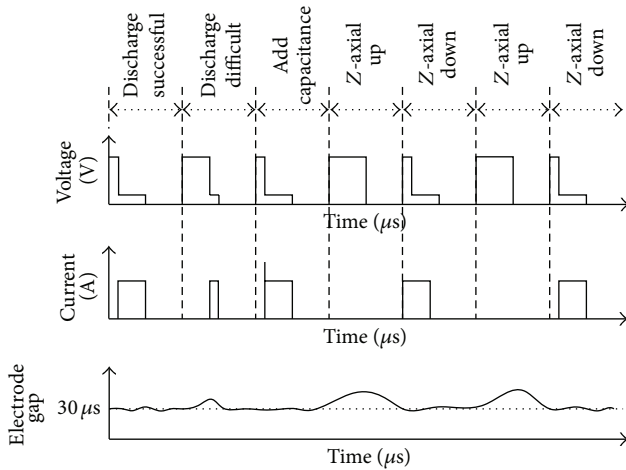 Discharge
successful
Discharge
difficult
Add
capacitance
Z-axial
up
Z-axial
down
Z-axial
up
Z-axial
down
Voltage
(V)
Time (μs)
Current
(A)
Time (μs)
Electrode
gap
30 μs
Time (μs)